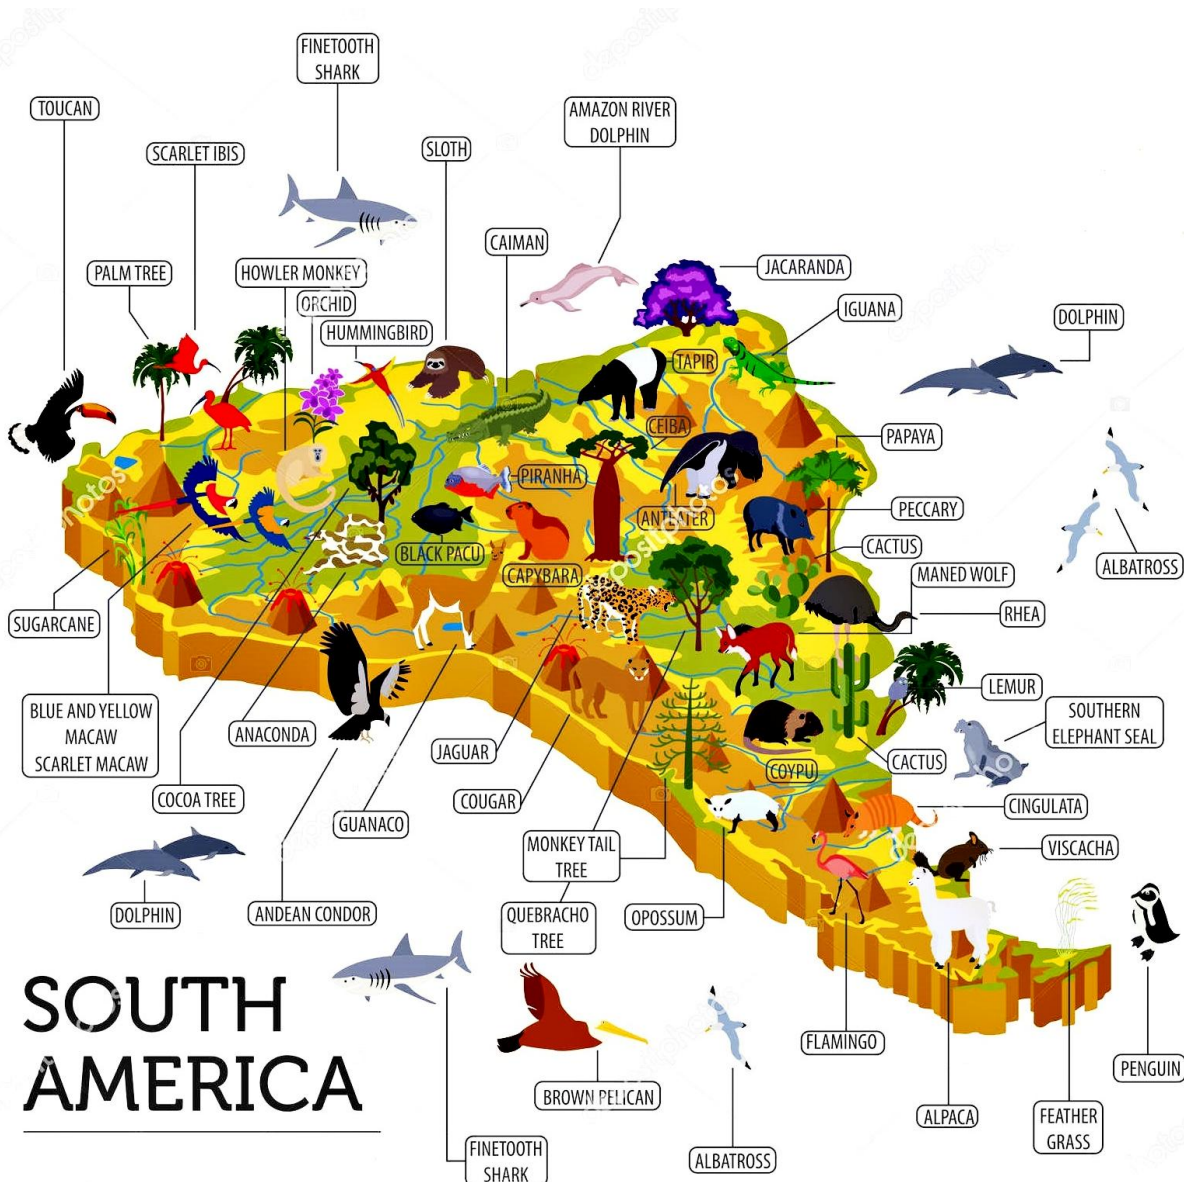 FINETOOTH
SHARK
TOUCAN
AMAZON RIVER
DOLPHIN
SCARLET IBIS
SLOTH
CAIMAN
PALM TREE
HOWLER MONKEY
JACARANDA
ORCHID
IGUANA
HUMMINGBIRD
DOLPHIN
TAPIR
CEIBA
PAPAYA
PIRANHA
ANTEATER
PECCARY
CACTUS
BLACK PACU
ALBATROSS
CAPYBARA
MANED WOLF
RHEA
SUGARCANE
LEMUR
BLUE AND YELLOW
MACAW
SCARLET MACAW
SOUTHERN
ELEPHANT SEAL
ANACONDA
JAGUAR
CACTUS
COYPU
COCOA TREE
COUGAR
CINGULATA
GUANACO
MONKEY TAIL
TREE
VISCACHA
DOLPHIN
ANDEAN CONDOR
QUEBRACHO
TREE
OPOSSUM
SOUTH
AMERICA
FLAMINGO
PENGUIN
BROWN PELICAN
ALPACA
FEATHER
GRASS
FINETOOTH
SHARK
ALBATROSS
depositphotos